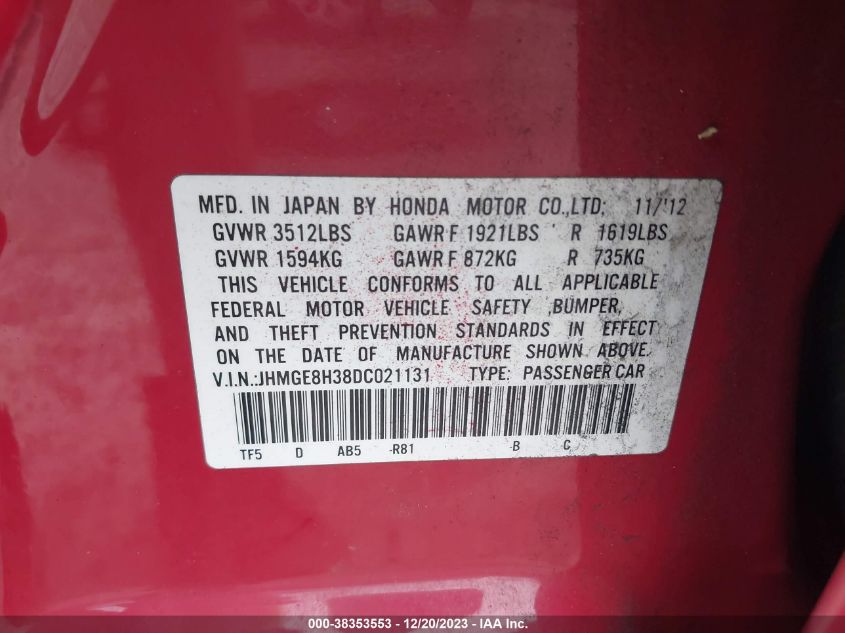 MFD. IN JAPAN BY HONDA MOTOR CO.,LTD; 11/'12
GVWR 3512LBS GAWR F 1921LBS R 1619LBS
GVWR 1594KG GAWR F 872KG R 735KG
THIS VEHICLE CONFORMS TO ALL APPLICABLE
FEDERAL MOTOR VEHICLE SAFETY ,BUMPER,
AND THEFT PREVENTION STANDARDS IN EFFECT
ON THE DATE OF MANUFACTURE SHOWN ABOVE.
V.I.N.:JHMGE8H38DC021131 TYPE: PASSENGER CAR
TF5 D AB5 -R81 -B C
000-38353553 - 12/20/2023 - IAA Inc.